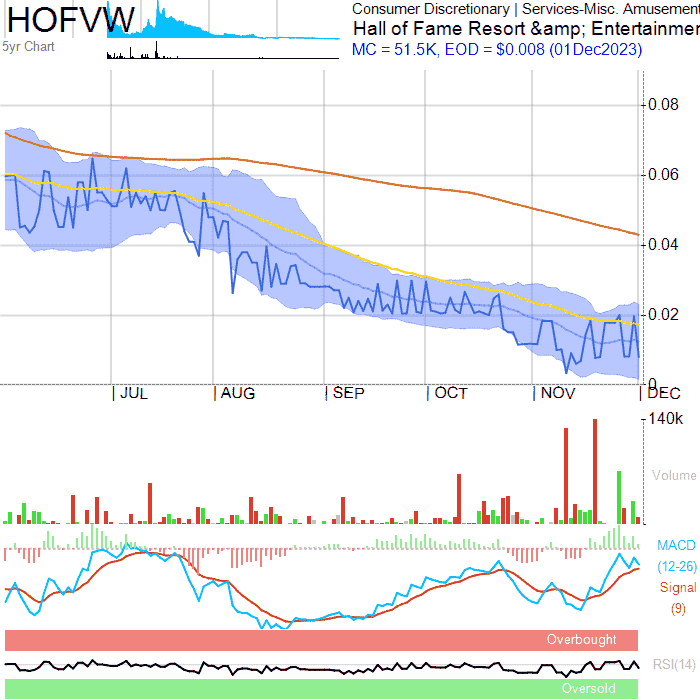 HOFVW
5yr Chart
Consumer Discretionary | Services-Misc. Amusement
Hall of Fame Resort &amp; Entertainmen
MC = 51.5K, EOD = $0.008 (01Dec2023)
0.08
0.06
0.04
0.02
0
JUL AUG SEP OCT NOV DEC
140k
Volume
MACD
(12-26)
Signal
(9)
Overbought
RSI(14)
Oversold